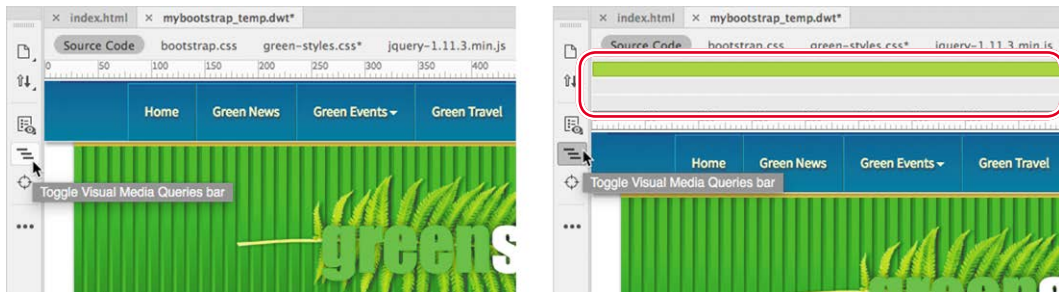 × index.html × mybootstrap_temp.dwt*
Source Code bootstrap.css green-styles.css* jquery-1.11.3.min.js
0 50 100 150 200 250 300 350 400
Home Green News Green Events Green Travel
Toggle Visual Media Queries bar
greens
× index.html × mybootstrap_temp.dwt*
Source Code bootstrap.css green-styles.css* jquery-1.11.3.min.js
Home Green News Green Events Green Travel
Toggle Visual Media Queries bar
greens